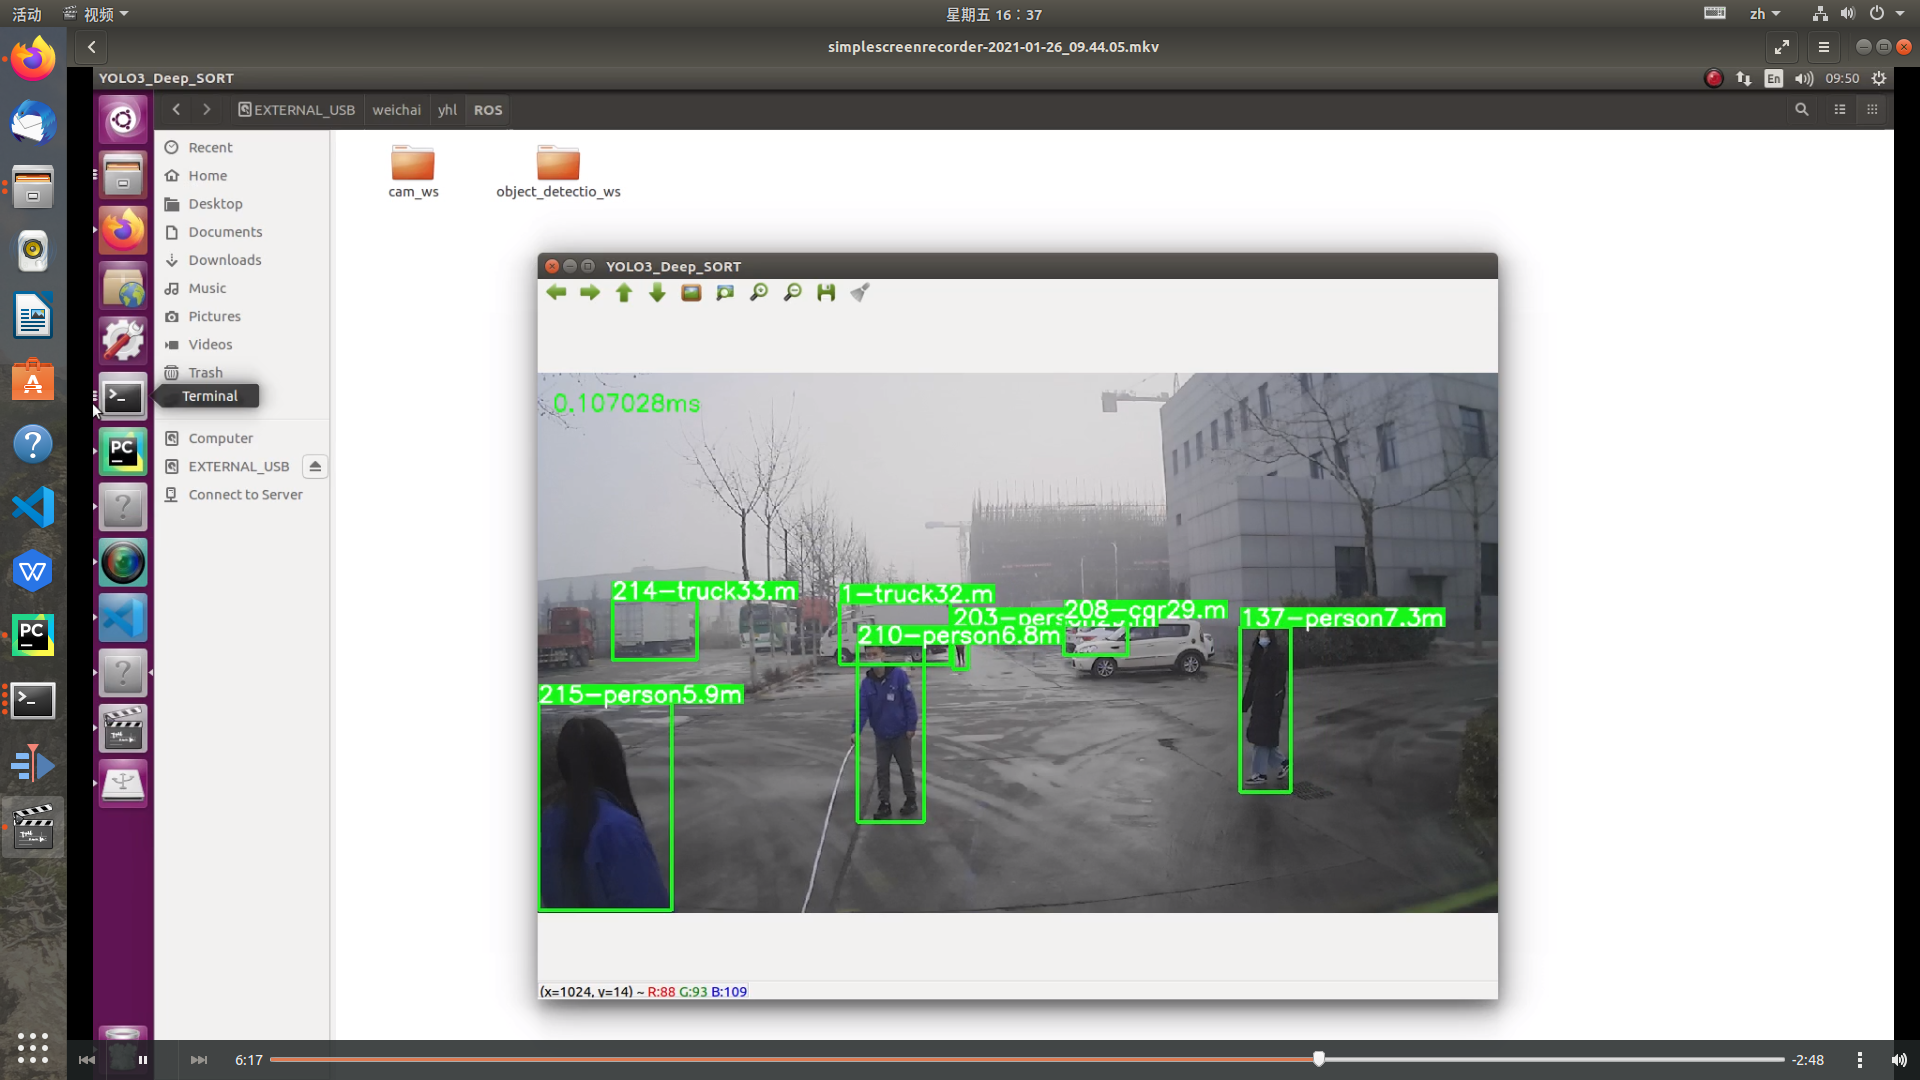 活动
视频
星期五 16：37
zh
simplescreenrecorder-2021-01-26_09.44.05.mkv
YOLO3_Deep_SORT
En
09:50
EXTERNAL_USB
weichai
yhl
ROS
Recent
Home
Desktop
Documents
Downloads
Music
Pictures
Videos
Trash
Terminal
Computer
EXTERNAL_USB
Connect to Server
cam_ws
object_detectio_ws
YOLO3_Deep_SORT
0.107028ms
214-truck33.m
1-truck32.m
208-car29.m
137-person7.3m
210-person6.8m
215-person5.9m
(x=1024, y=14) ~ R:88 G:93 B:109
PC
PC
6:17
-2:48